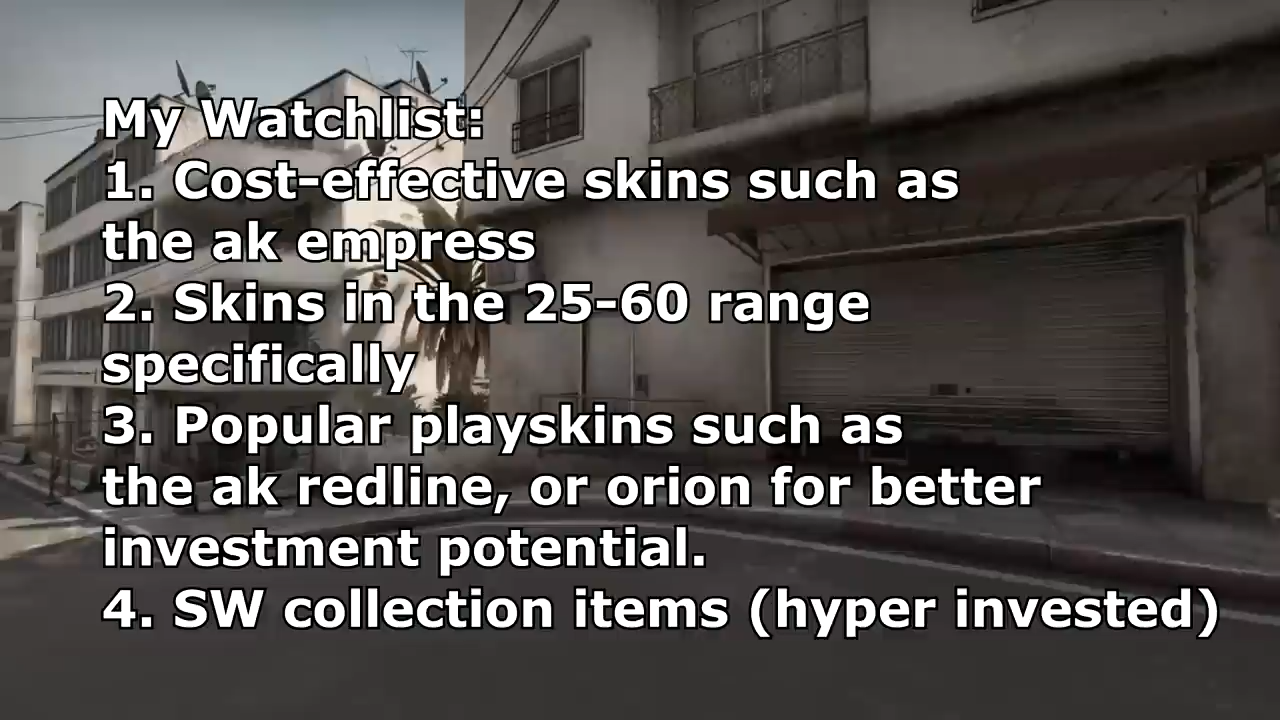 My Watchlist:
1. Cost-effective skins such as
the ak empress
2. Skins in the 25-60 range
specifically
3. Popular playskins such as
the ak redline, or orion for better
investment potential.
4. SW collection items (hyper invested)